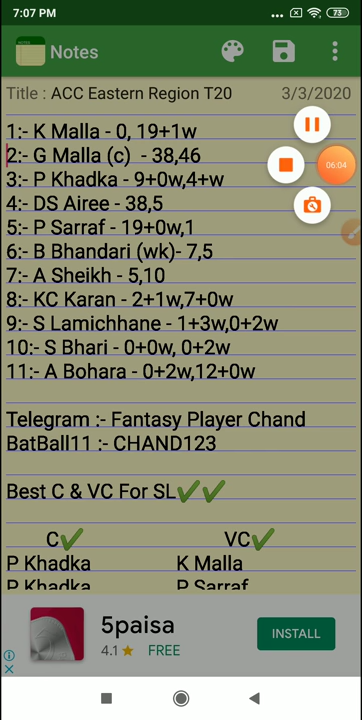 7:07 PM
73
Notes
Title : ACC Eastern Region T20 3/3/2020
1:- K Malla - 0, 19+1w
2:- G Malla (c) - 38,46
3:- P Khadka - 9+0w,4+w
4:- DS Airee - 38,5
5:- P Sarraf - 19+0w,1
6:- B Bhandari (wk)- 7,5
7:- A Sheikh - 5,10
8:- KC Karan - 2+1w,7+0w
9:- S Lamichhane - 1+3w,0+2w
10:- S Bhari - 0+0w, 0+2w
11:- A Bohara - 0+2w,12+0w
06:04
Telegram :- Fantasy Player Chand
BatBall11 :- CHAND123
Best C & VC For SL✔✔
C✔ VC✔
P Khadka K Malla
P Khadka P Sarraf
5paisa
4.1★ FREE
INSTALL